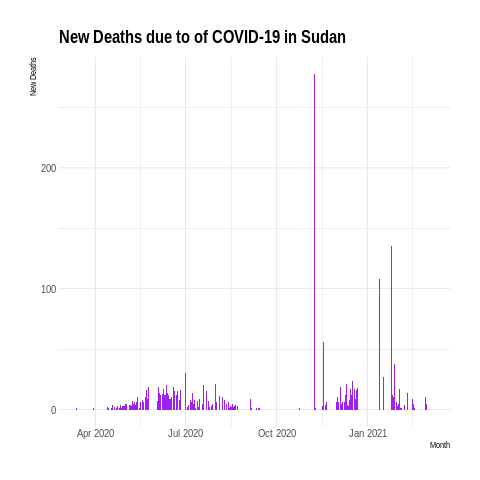 New Deaths due to of COVID-19 in Sudan
New Deaths
200
100
0
Apr 2020 Jul 2020 Oct 2020 Jan 2021
Month